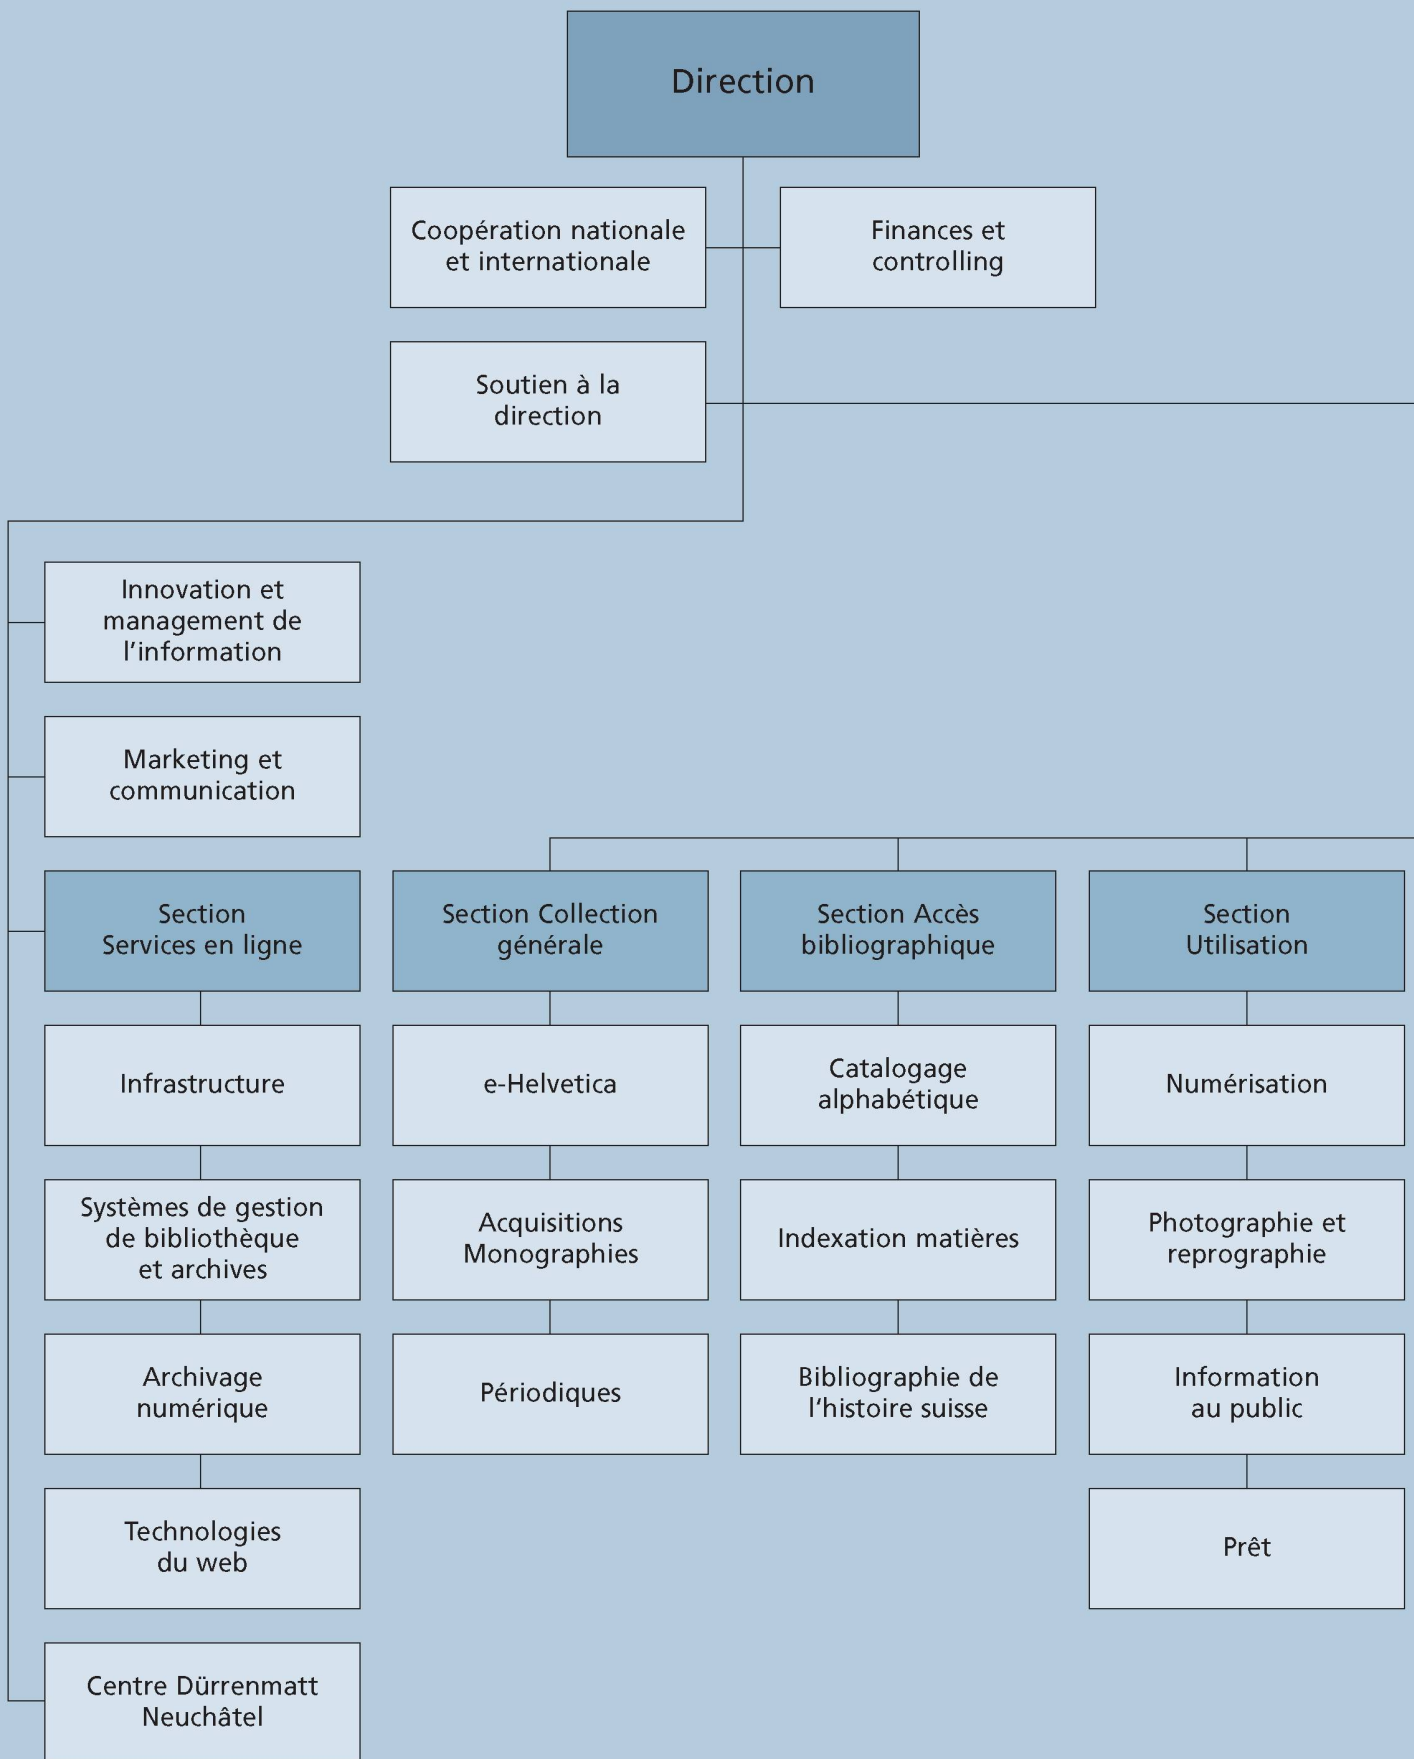 Direction
Coopération nationale
et internationale
Finances et
controlling
Soutien à la
direction
Innovation et
management de
l'information
Marketing et
communication
Section
Services en ligne
Infrastructure
Systèmes de gestion
de bibliothèque
et archives
Archivage
numérique
Technologies
du web
Centre Dürrenmatt
Neuchâtel
Section Collection
générale
e-Helvetica
Acquisitions
Monographies
Périodiques
Section Accès
bibliographique
Catalogage
alphabétique
Indexation matières
Bibliographie de
l'histoire suisse
Section
Utilisation
Numérisation
Photographie et
reprographie
Information
au public
Prêt